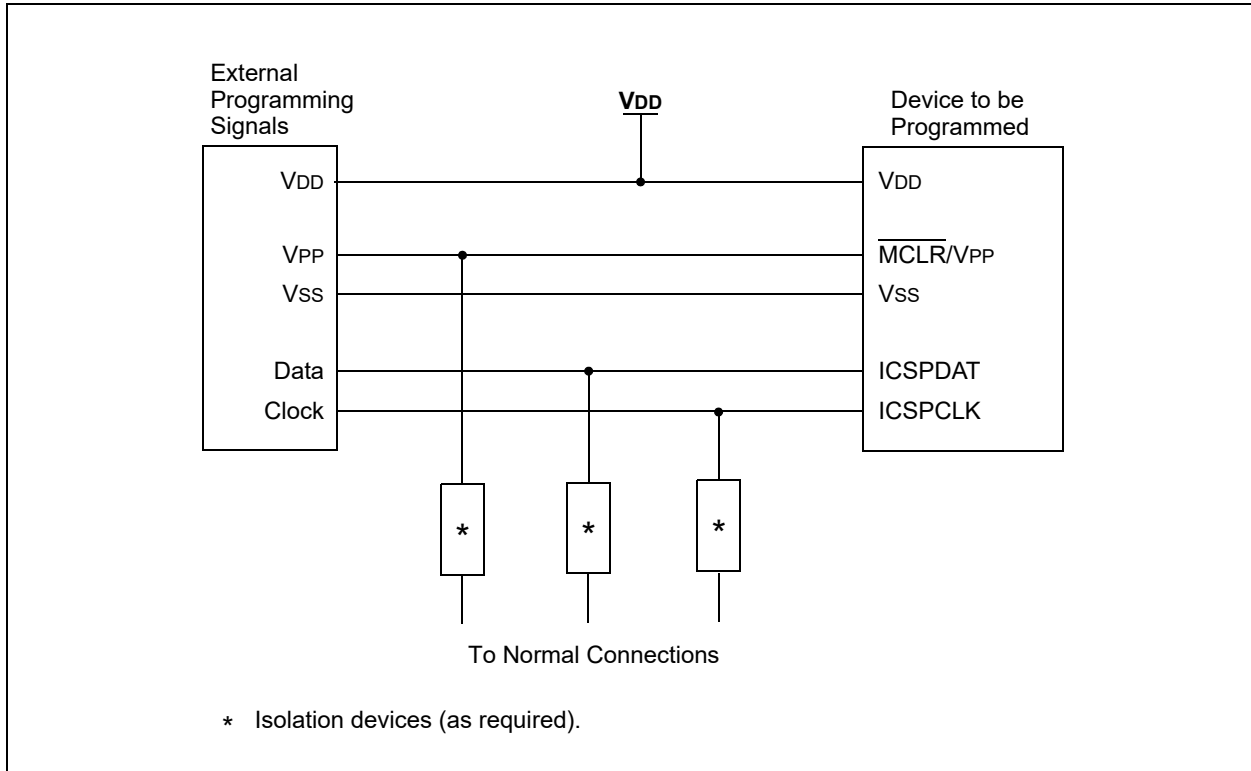 External
Programming
Signals
VDD
Device to be
Programmed
VDD
VPP
VSS
Data
Clock
VDD
MCLR/VPP
VSS
ICSPDAT
ICSPCLK
*
*
*
To Normal Connections
* Isolation devices (as required).